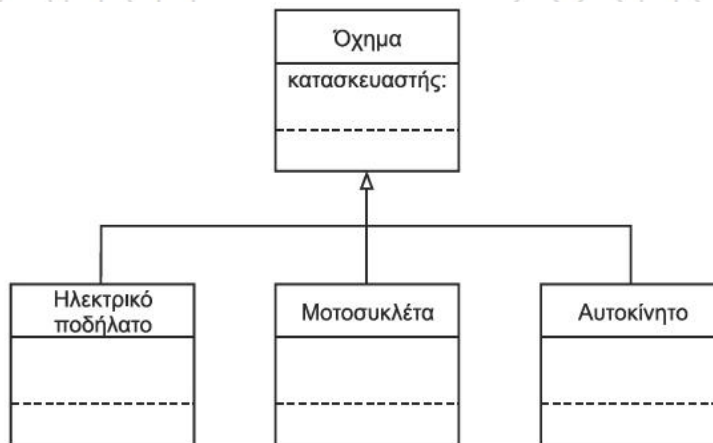 Όχημα
κατασκευαστής:
Ηλεκτρικό
ποδήλατο
Μοτοσυκλέτα
Αυτοκίνητο